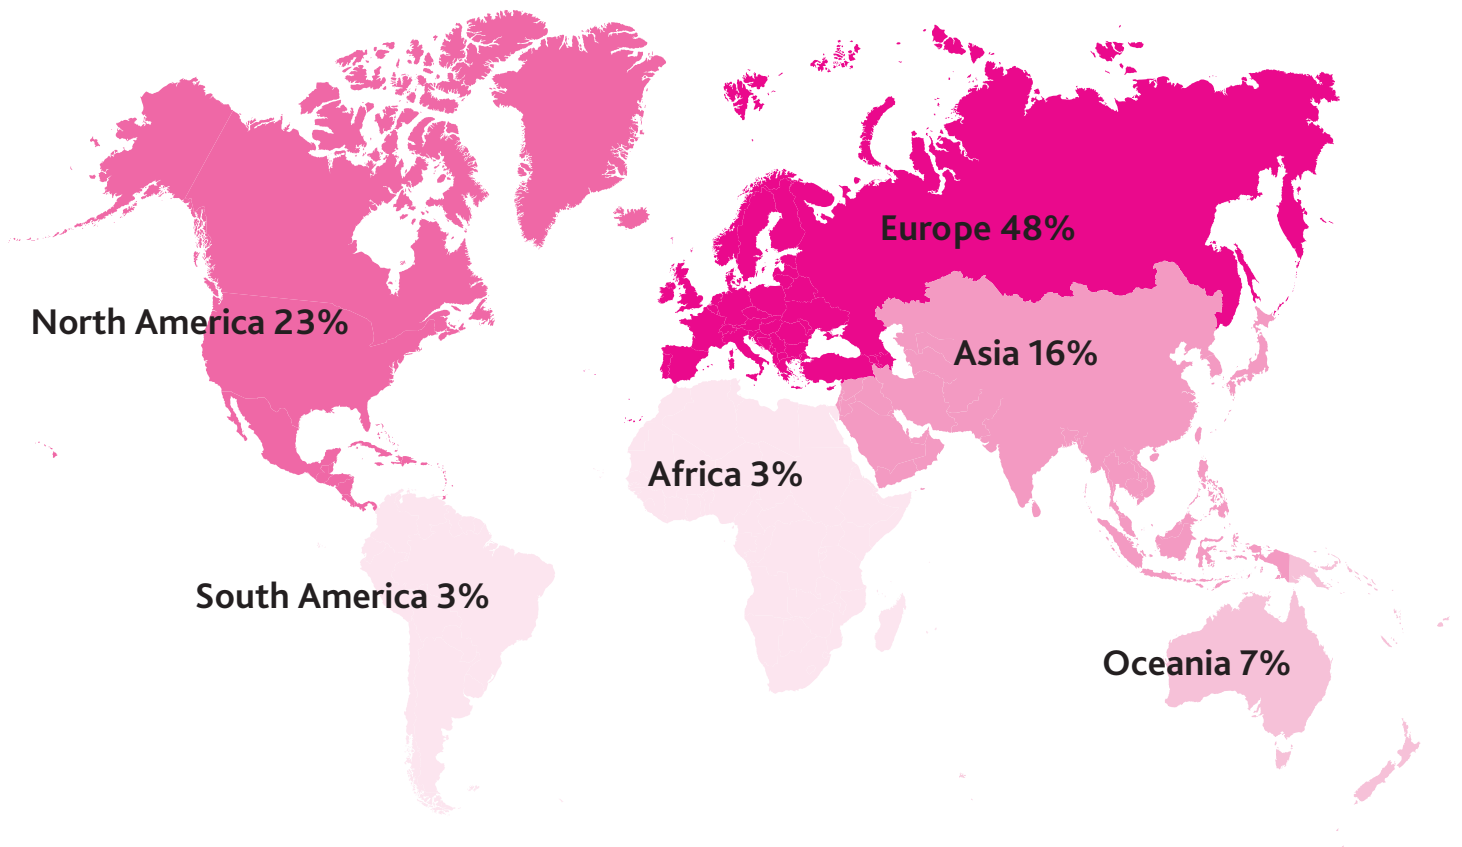 Europe 48%
North America 23%
Asia 16%
Africa 3%
South America 3%
Oceania 7%